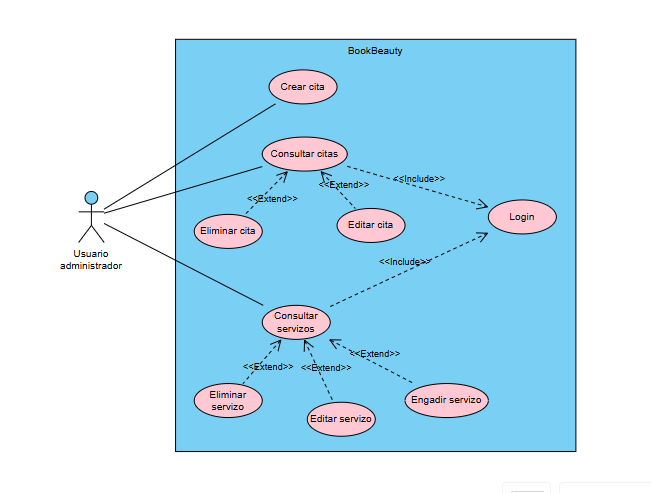 BookBeauty
Crear cita
Consultar citas
<<Include>>
<<Extend>>
<<Extend>>
Eliminar cita
Editar cita
Login
Usuario
administrador
<<Include>>
Consultar
servizos
<<Extend>>
<<Extend>>
<<Extend>>
Eliminar
servizo
Editar servizo
Engadir servizo